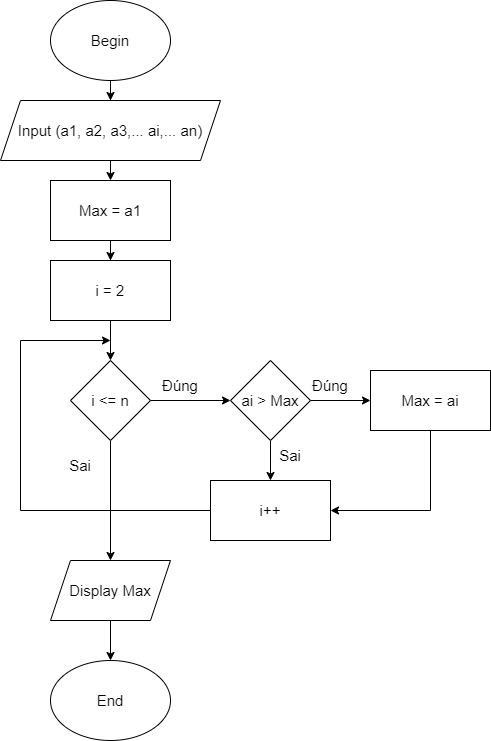 Begin
Input (a1, a2, a3,... ai,... an)
Max = a1
i = 2
i <= n
Đúng
ai > Max
Đúng
Max = ai
Sai
Sai
i++
Display Max
End